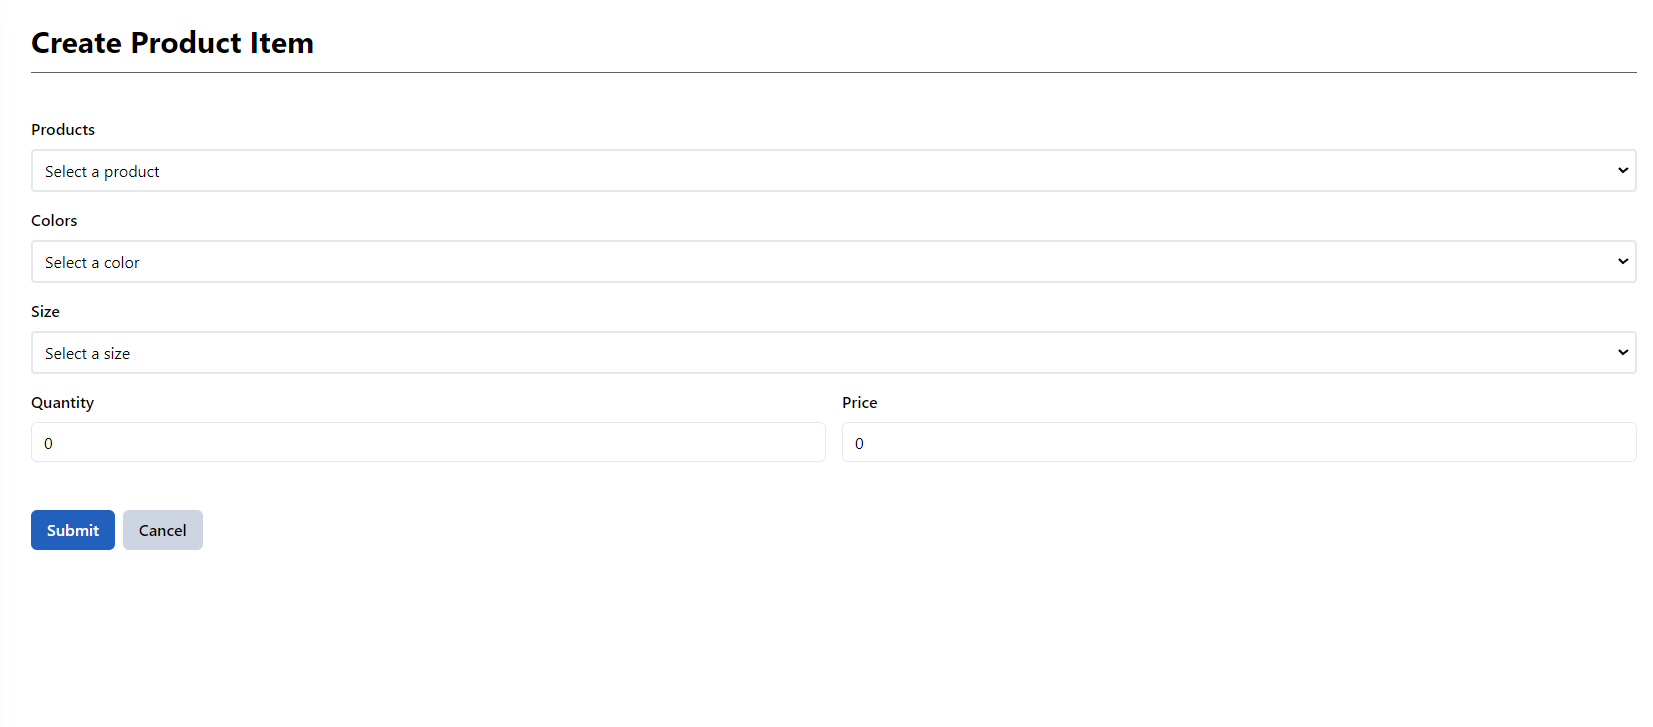 Create Product Item
Products
Select a product
Colors
Select a color
Size
Select a size
Quantity Price
0 0
Submit Cancel